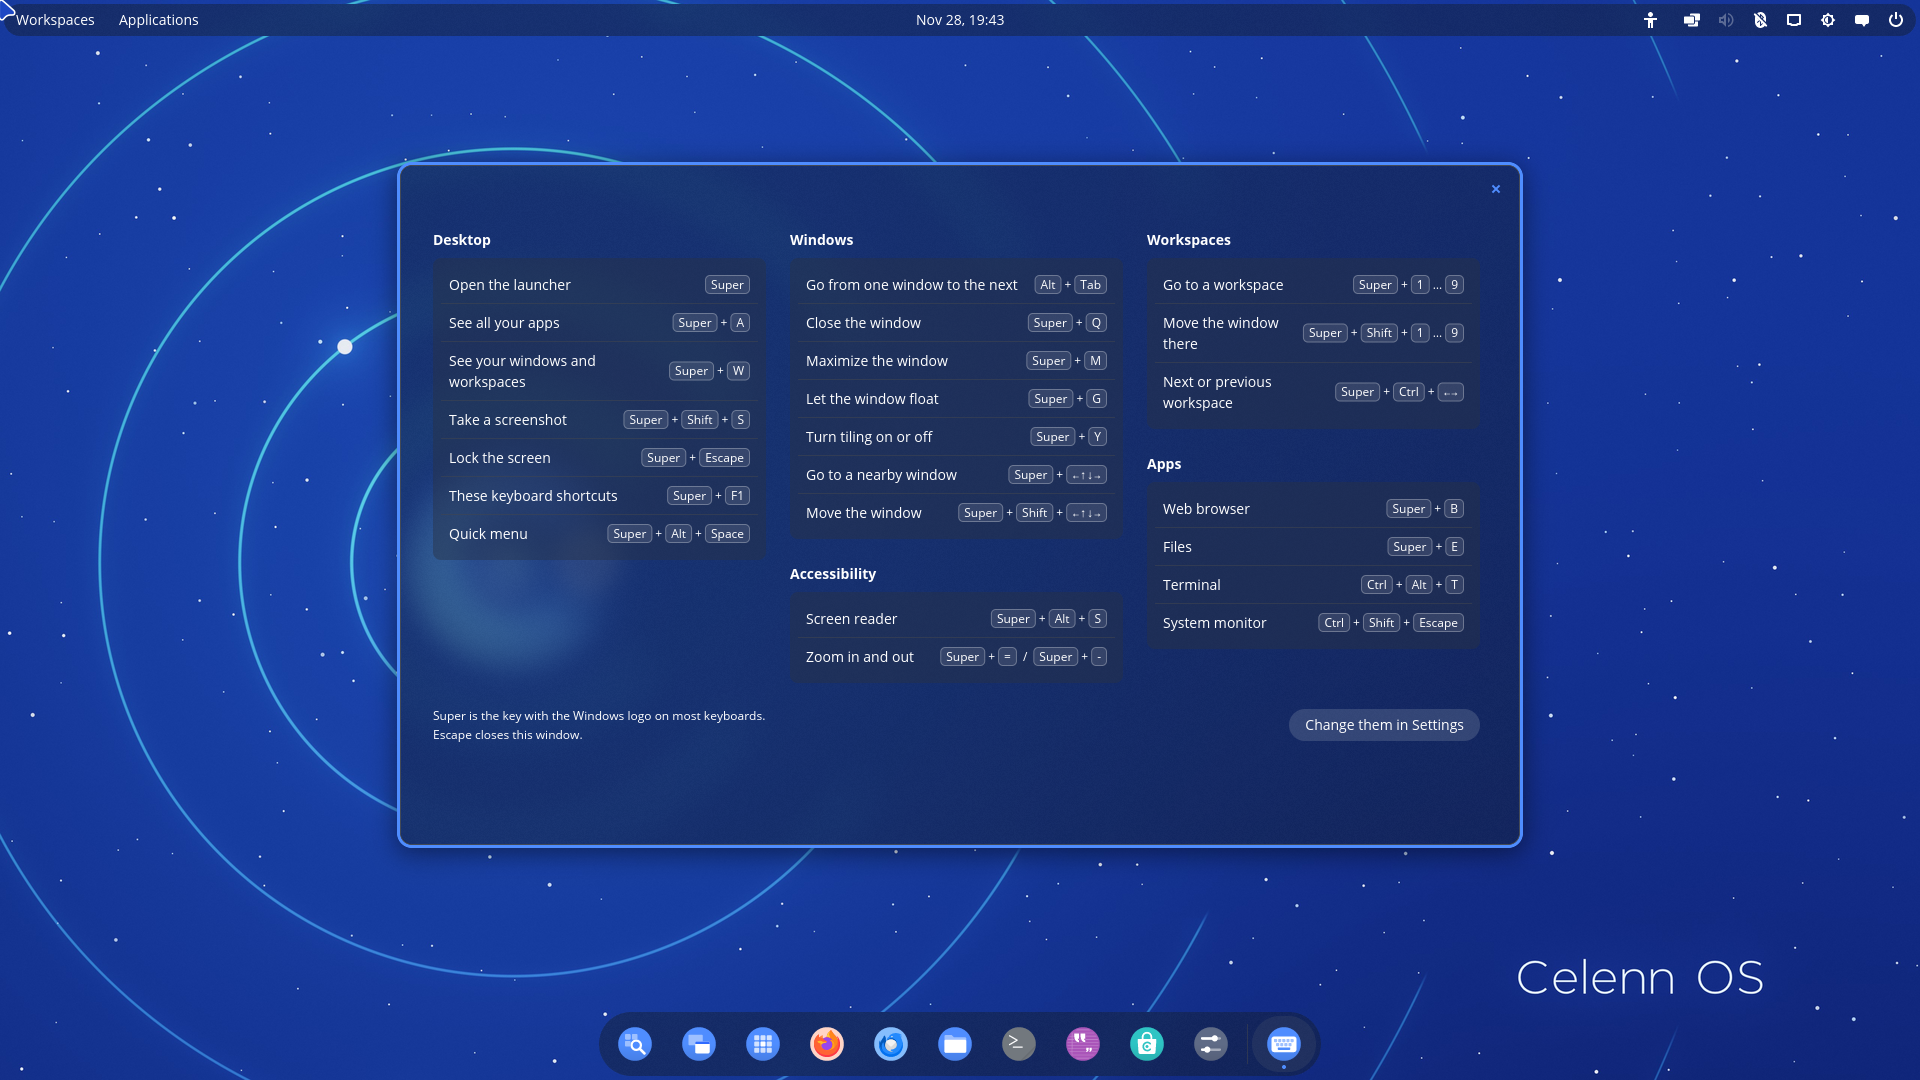 Workspaces Applications Nov 28, 19:43
Desktop
Open the launcher Super
See all your apps Super + A
See your windows and
workspaces Super + W
Take a screenshot Super + Shift + S
Lock the screen Super + Escape
These keyboard shortcuts Super + F1
Quick menu Super + Alt + Space
Windows
Go from one window to the next Alt + Tab
Close the window Super + Q
Maximize the window Super + M
Let the window float Super + G
Turn tiling on or off Super + Y
Go to a nearby window Super + ←↑↓→
Move the window Super + Shift + ←↑↓→
Accessibility
Screen reader Super + Alt + S
Zoom in and out Super + = / Super + -
Workspaces
Go to a workspace Super + 1 ... 9
Move the window
there Super + Shift + 1 ... 9
Next or previous
workspace Super + Ctrl + ←→
Apps
Web browser Super + B
Files Super + E
Terminal Ctrl + Alt + T
System monitor Ctrl + Shift + Escape
Super is the key with the Windows logo on most keyboards.
Escape closes this window.
Change them in Settings
Celenn OS